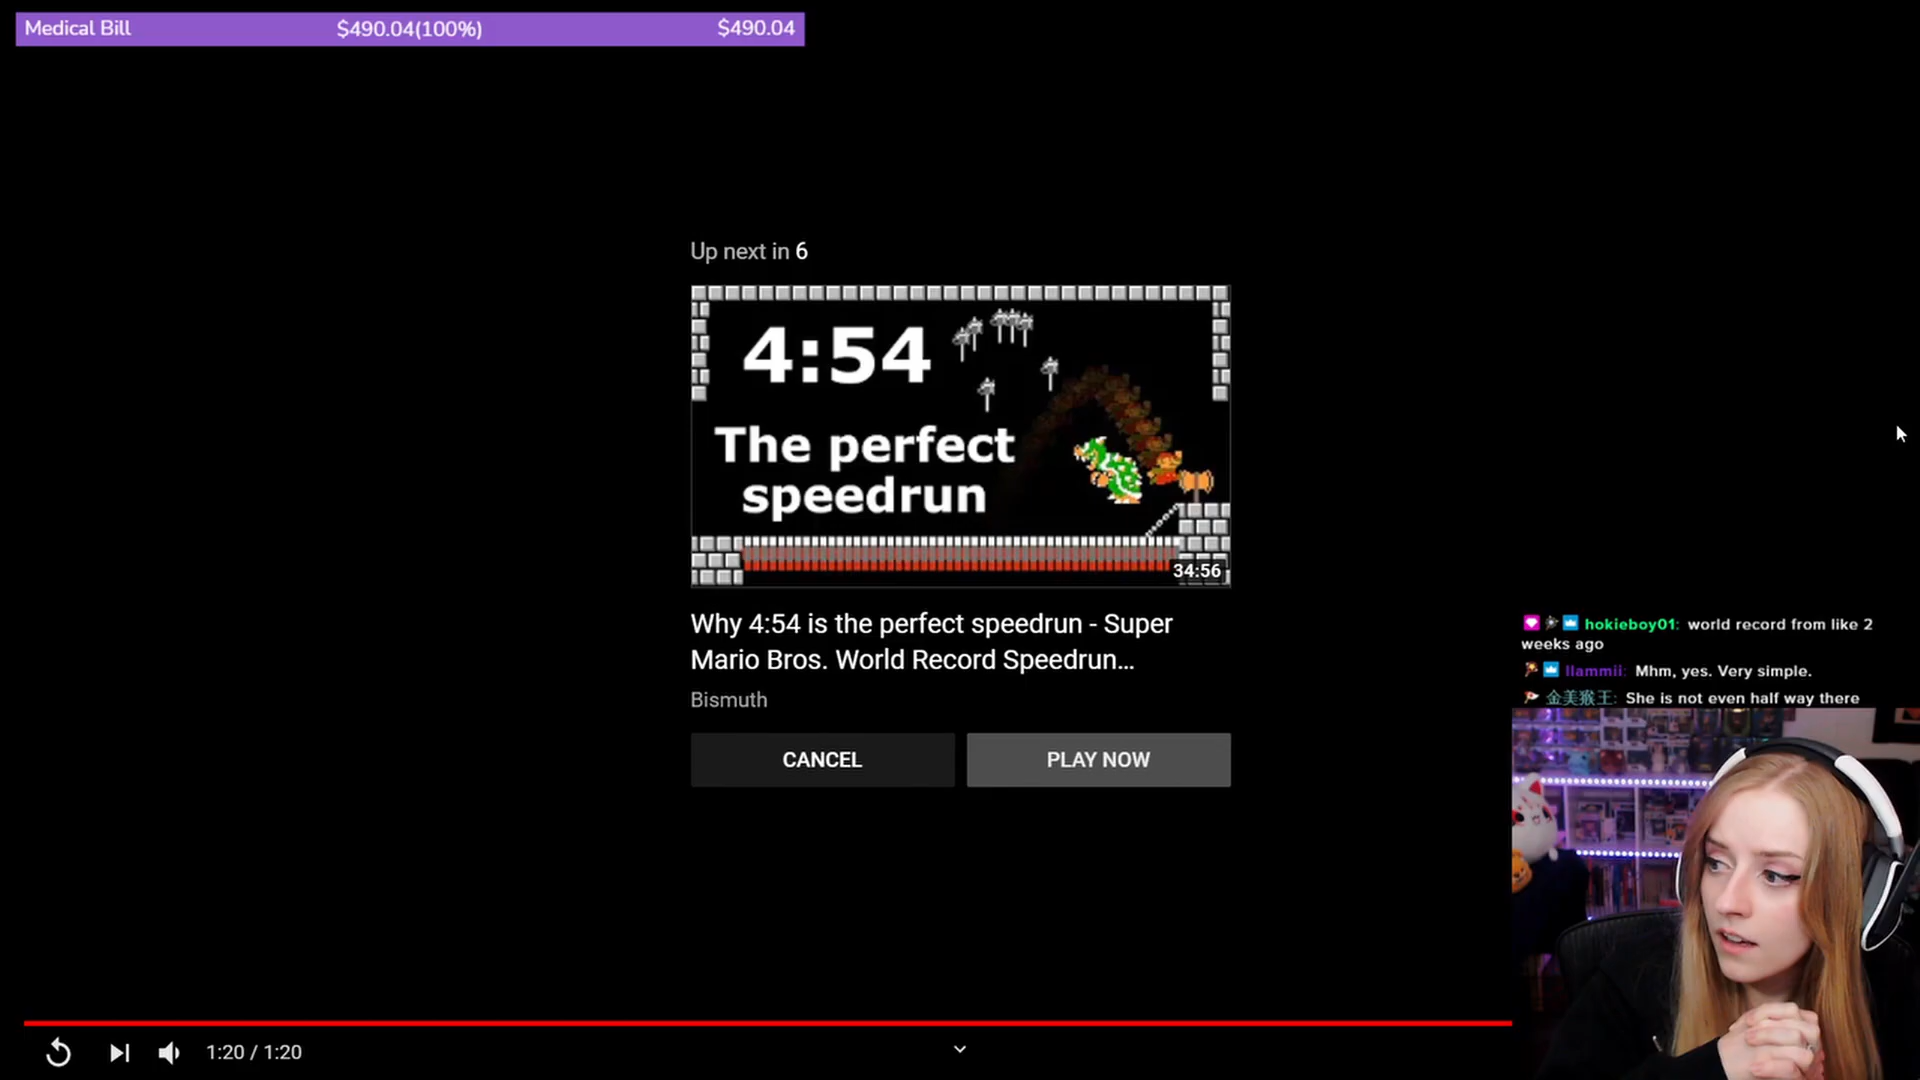 Medical Bill $490.04(100%) $490.04
Up next in 6
4:54
The perfect
speedrun
34:56
Why 4:54 is the perfect speedrun - Super
Mario Bros. World Record Speedrun...
Bismuth
CANCEL PLAY NOW
hokieboy01: world record from like 2
weeks ago
llammii: Mhm, yes. Very simple.
金美猴王: She is not even half way there
1:20 / 1:20